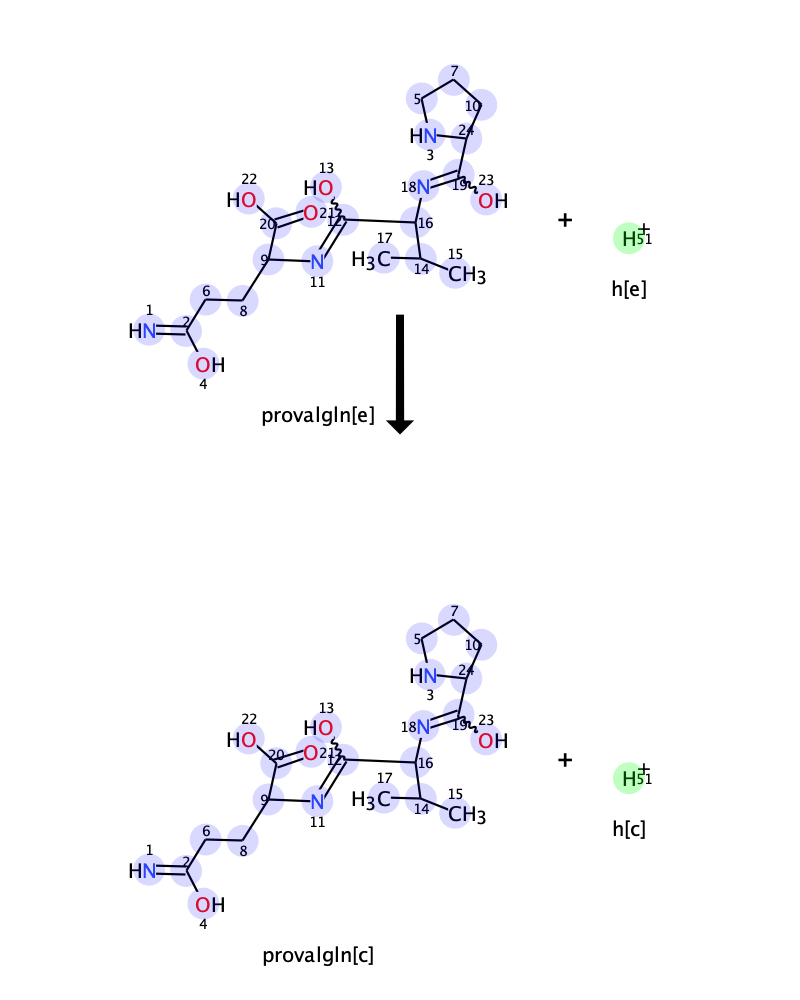 7
5
10
HN
24
3
13
18 N
19
23
HO
OH
22
HO
O 21
12
20
16
+
H + 51
17
15
9
N
H3C
14
CH3
11
h[e]
1
6
8
HN
2
OH
4
provalgln[e]
7
5
10
HN
24
3
13
18 N
19
23
HO
OH
22
HO
O 21
12
20
16
+
H + 51
17
15
9
N
H3C
14
CH3
11
h[c]
1
6
8
HN
2
OH
4
provalgln[c]